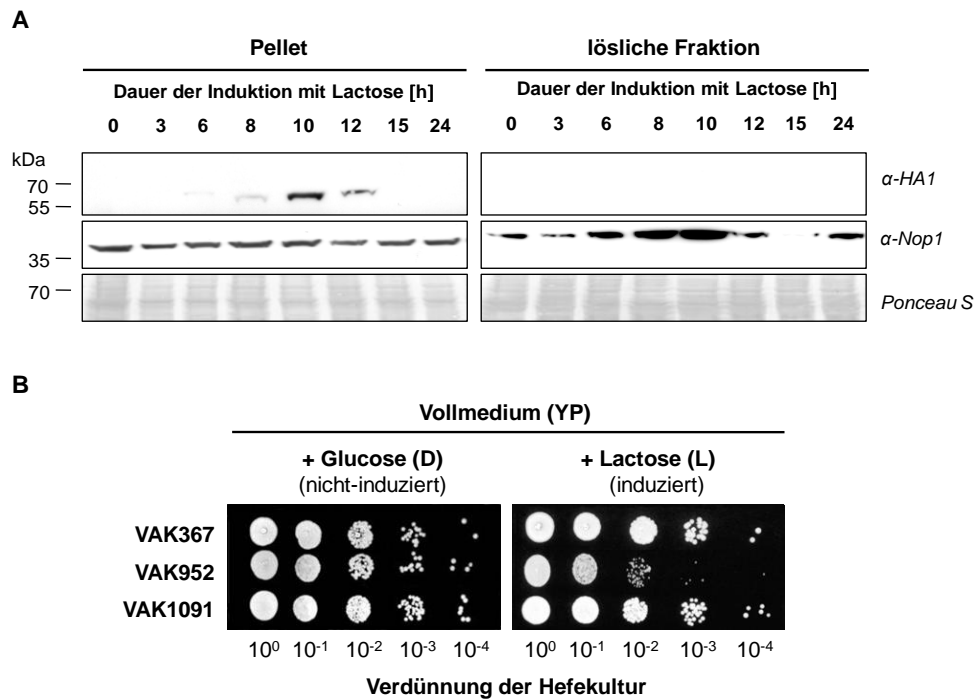 A
Pellet
lösliche Fraktion
Dauer der Induktion mit Lactose [h]
Dauer der Induktion mit Lactose [h]
0 3 6 8 10 12 15 24
0 3 6 8 10 12 15 24
kDa
70
55
α-HA1
35
α-Nop1
70
Ponceau S
B
Vollmedium (YP)
+ Glucose (D)
(nicht-induziert)
+ Lactose (L)
(induziert)
VAK367
VAK952
VAK1091
10⁰ 10⁻¹ 10⁻² 10⁻³ 10⁻⁴
10⁰ 10⁻¹ 10⁻² 10⁻³ 10⁻⁴
Verdünnung der Hefekultur